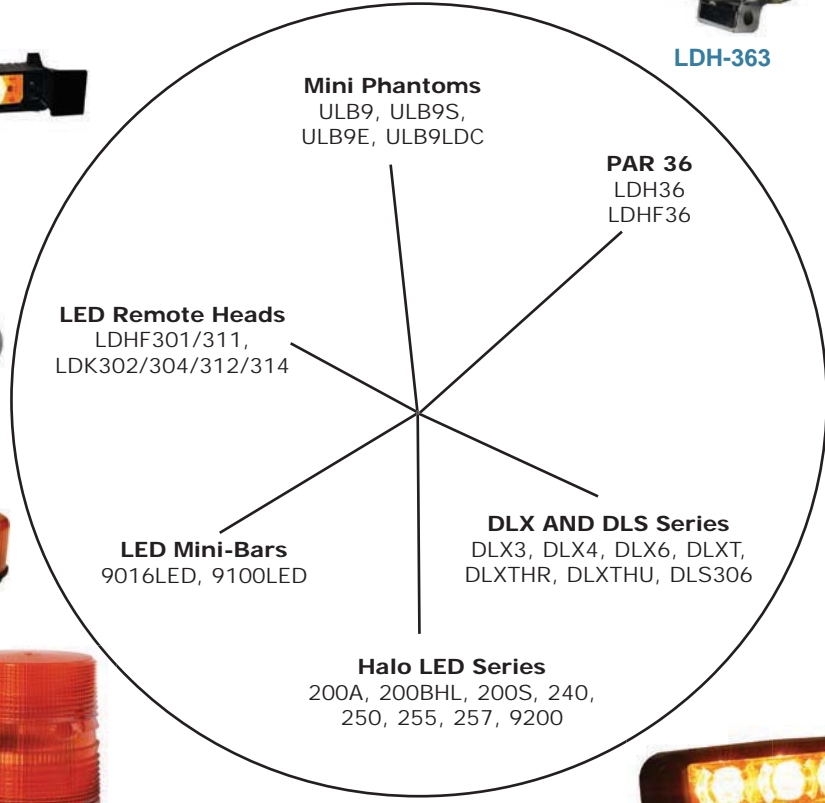 LDH-363
Mini Phantoms
ULB9, ULB9S,
ULB9E, ULB9LDC
PAR 36
LDH36
LDHF36
LED Remote Heads
LDHF301/311,
LDK302/304/312/314
LED Mini-Bars
9016LED, 9100LED
DLX AND DLS Series
DLX3, DLX4, DLX6, DLXT,
DLXTHR, DLXTHU, DLS306
Halo LED Series
200A, 200BHL, 200S, 240,
250, 255, 257, 9200